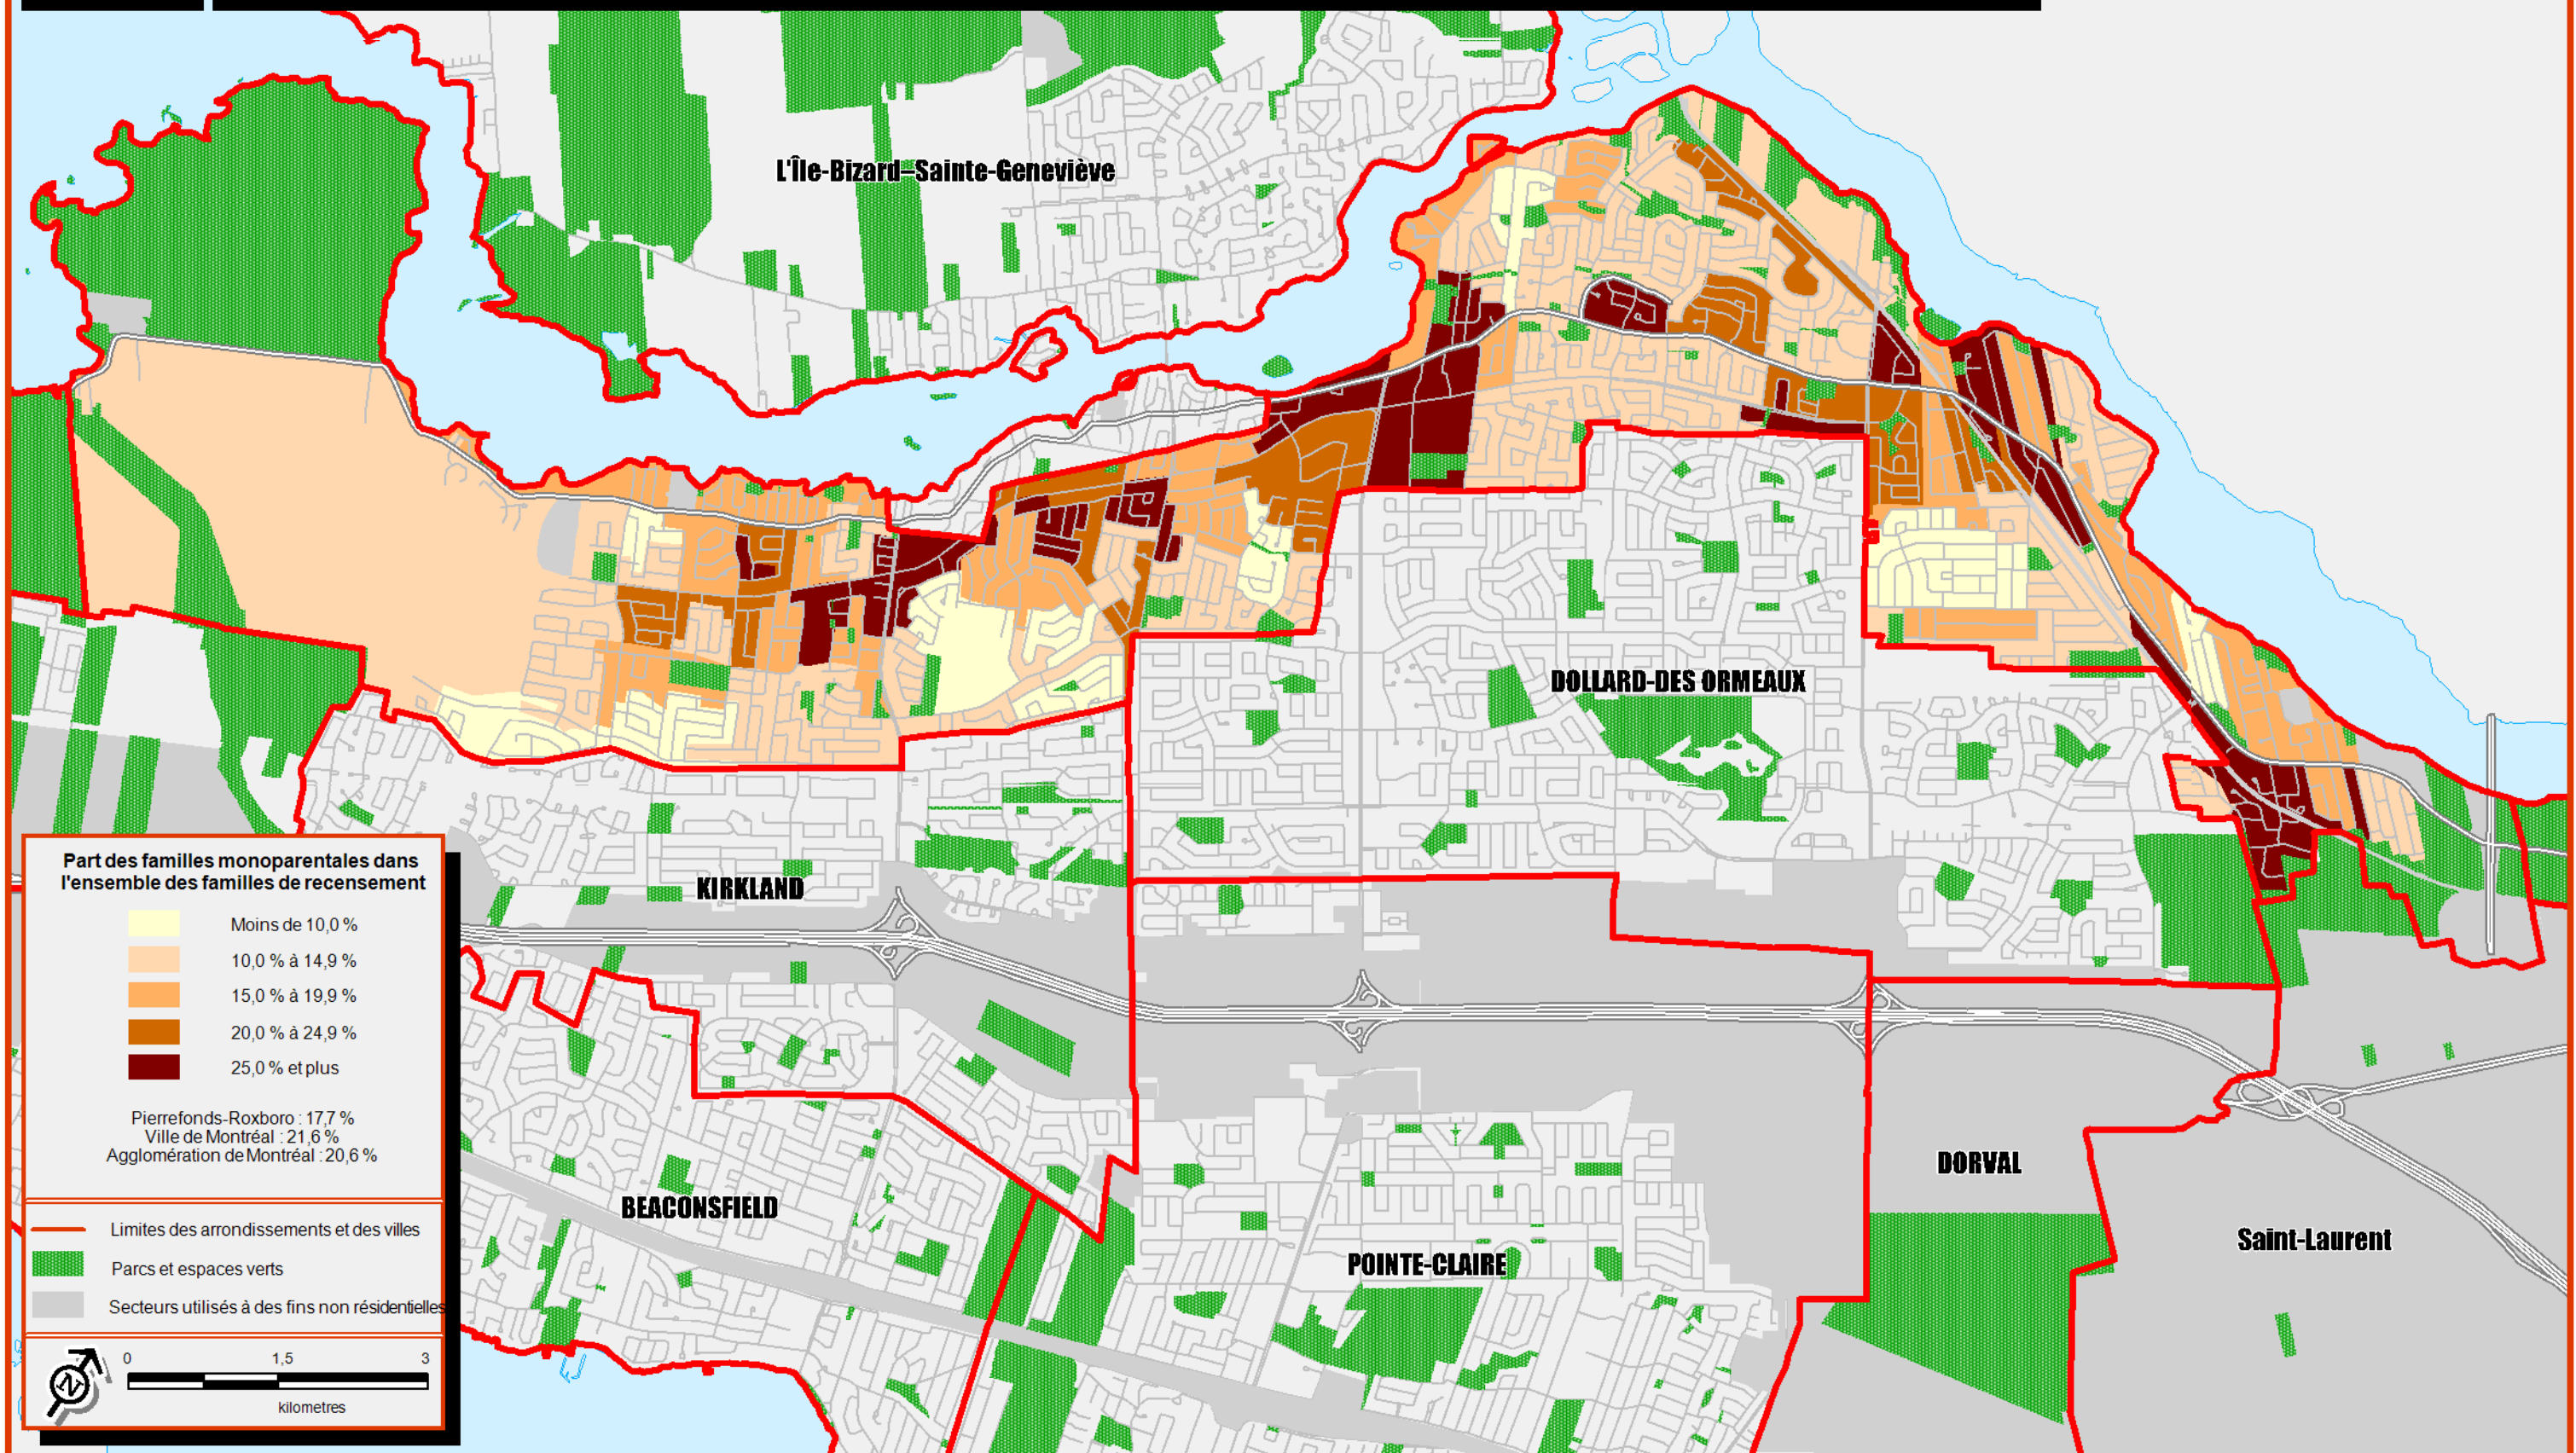 L'Île-Bizard–Sainte-Geneviève
DOLLARD-DES ORMEAUX
KIRKLAND
BEACONSFIELD
POINTE-CLAIRE
DORVAL
Saint-Laurent
Part des familles monoparentales dans
l'ensemble des familles de recensement
Moins de 10,0 %
10,0 % à 14,9 %
15,0 % à 19,9 %
20,0 % à 24,9 %
25,0 % et plus
Pierrefonds-Roxboro : 17,7 %
Ville de Montréal : 21,6 %
Agglomération de Montréal : 20,6 %
Limites des arrondissements et des villes
Parcs et espaces verts
Secteurs utilisés à des fins non résidentielles
N
0 1,5 3
kilometres